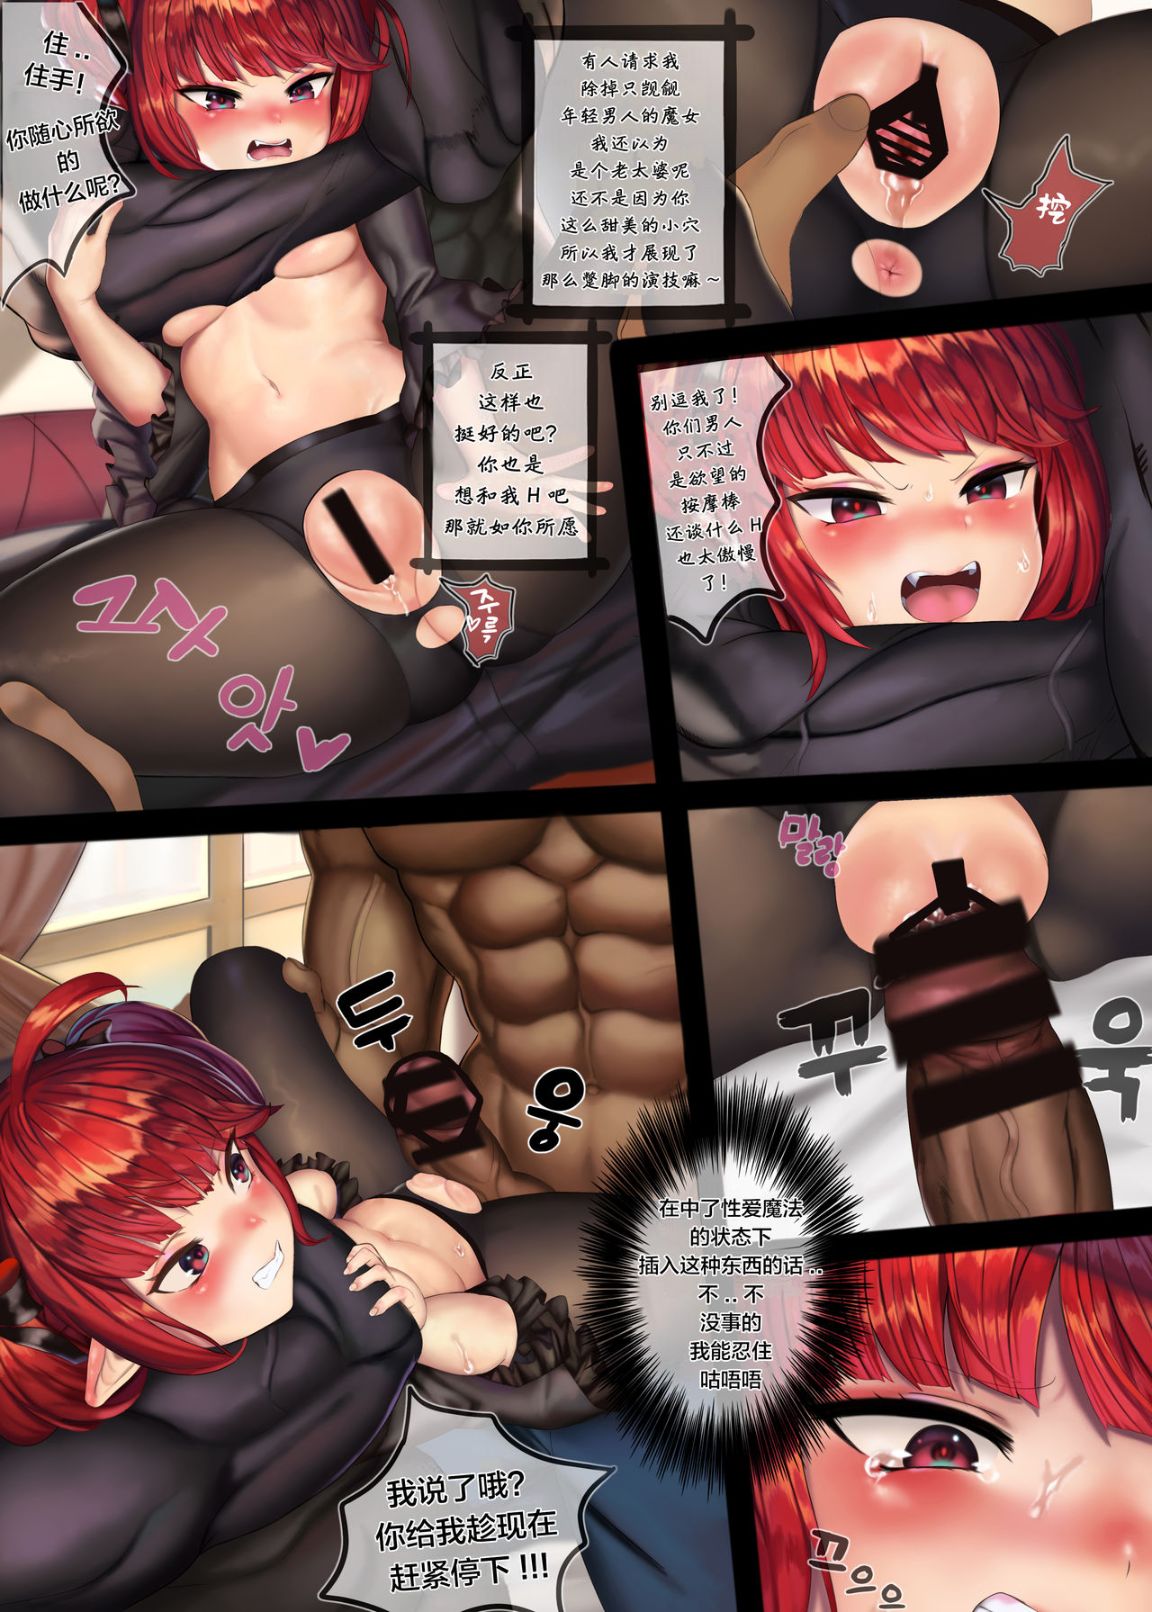 住..
住手！
你随心所欲
的
做什么呢？
有人请求我
除掉只觊觎
年轻男人的魔女
我还以为
是个老太婆呢
还不是因为你
这么甜美的小穴
所以我才展现了
那么蹩脚的演技嘛～
挖
反正
这样也
挺好的吧？
你也是
想和我H吧
那就如你所愿
주륵
그샷
앗♥
别逗我了！
你们男人
只不过
是欲望的
按摩棒
还谈什么H
也太傲慢
了！
두
웅
말랑
꾸
욱
在中了性爱魔法
的状态下
插入这种东西的话..
不..不
没事的
我能忍住
咕唔唔
我说了哦？
你给我趁现在
赶紧停下!!!
끄으으